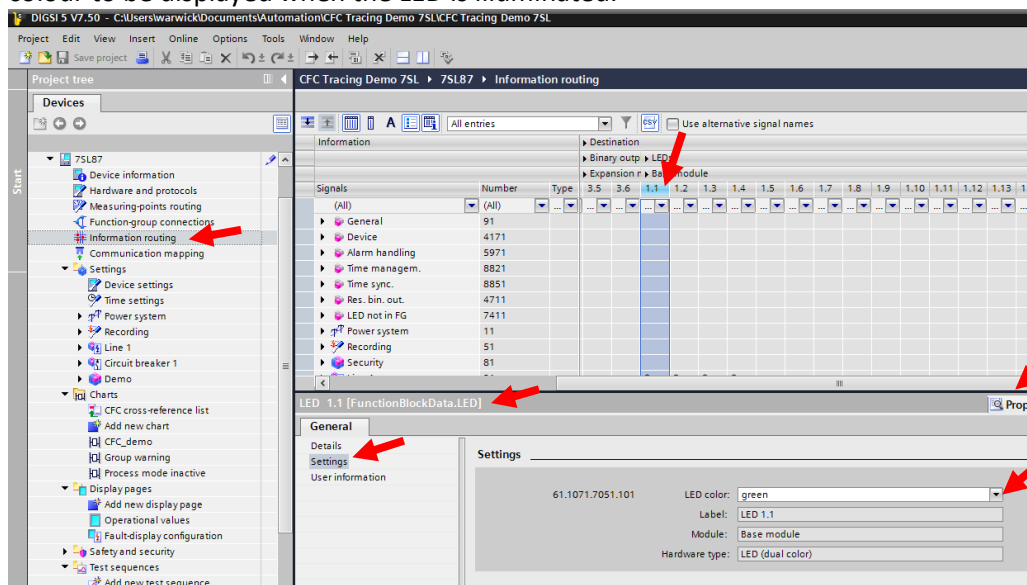 colour to be displayed when the LED is illuminated.
DIGSI 5 V7.50 - C:\Users\warwick\Documents\Automation\CFC Tracing Demo 7SL\CFC Tracing Demo 7SL
Project Edit View Insert Online Options Tools Window Help
Save project
Project tree
CFC Tracing Demo 7SL 7SL87 Information routing
Devices
All entries
CSV
Use alternative signal names
Start
Information
Destination
Binary outp LED
Expansion Base module
Signals Number Type 3.5 3.6 1.1 1.2 1.3 1.4 1.5 1.6 1.7 1.8 1.9 1.10 1.11 1.12 1.13 1
(All) (All) ... ... ... ... ... ... ... ... ... ... ... ... ... ... ... ...
General 91
Device 4171
Alarm handling 5971
Time managem. 8821
Time sync. 8851
Res. bin. out. 4711
LED not in FG 7411
Power system 11
Recording 51
Security 81
7SL87
Device information
Hardware and protocols
Measuring-points routing
Function-group connections
Information routing
Communication mapping
Settings
Device settings
Time settings
Power system
Recording
Line 1
Circuit breaker 1
Demo
Charts
CFC cross-reference list
Add new chart
CFC_demo
Group warning
Process mode inactive
Display pages
Add new display page
Operational values
Fault-display configuration
Safety and security
Test sequences
Add new test sequence
LED 1.1 [FunctionBlockData.LED]
Prop
General
Details
Settings
User information
Settings
61.1071.7051.101 LED color: green
Label: LED 1.1
Module: Base module
Hardware type: LED (dual color)